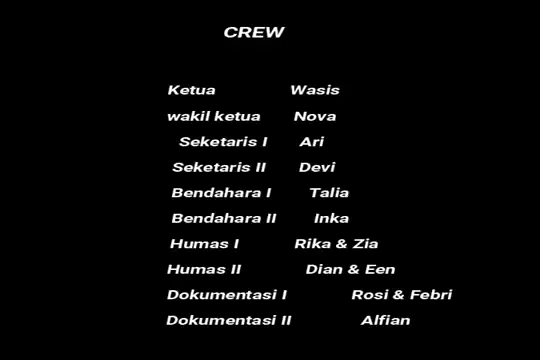 CREW
Ketua Wasis
wakil ketua Nova
Seketaris I Ari
Seketaris II Devi
Bendahara I Talia
Bendahara II Inka
Humas I Rika & Zia
Humas II Dian & Een
Dokumentasi I Rosi & Febri
Dokumentasi II Alfian